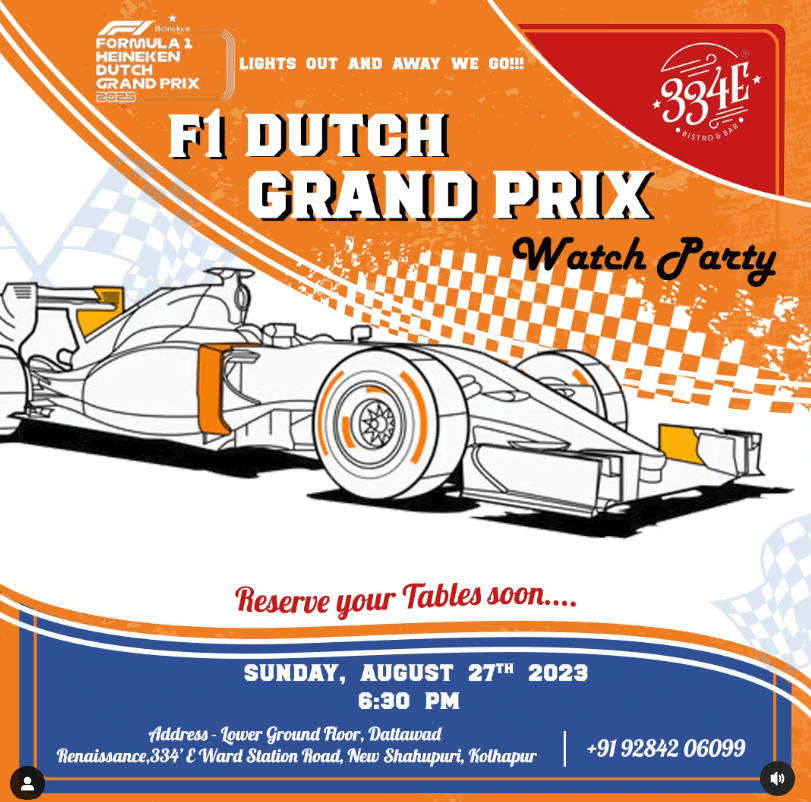 Heineken
FORMULA 1
HEINEKEN
DUTCH
GRAND PRIX
2023
LIGHTS OUT AND AWAY WE GO!!!
334E
BISTRO & BAR
TM
F1 DUTCH
GRAND PRIX
Watch Party
Reserve your Tables soon....
SUNDAY, AUGUST 27TH 2023
6:30 PM
Address - Lower Ground Floor, Dattawad
Renaissance,334' E Ward Station Road, New Shahupuri, Kolhapur
+91 92842 06099